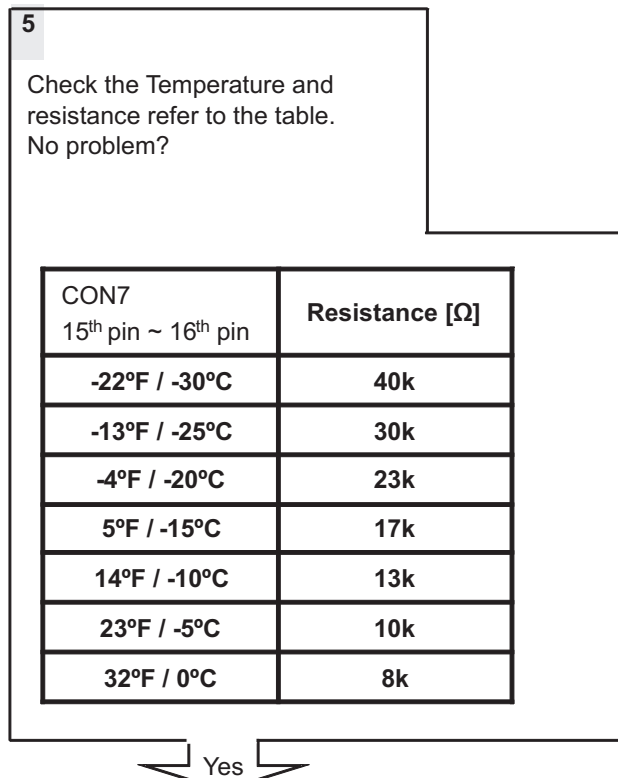 5
Check the Temperature and
resistance refer to the table.
No problem?
CON7
15th pin ~ 16th pin
Resistance [Ω]
-22ºF / -30ºC
40k
-13ºF / -25ºC
30k
-4ºF / -20ºC
23k
5ºF / -15ºC
17k
14ºF / -10ºC
13k
23ºF / -5ºC
10k
32ºF / 0ºC
8k
Yes